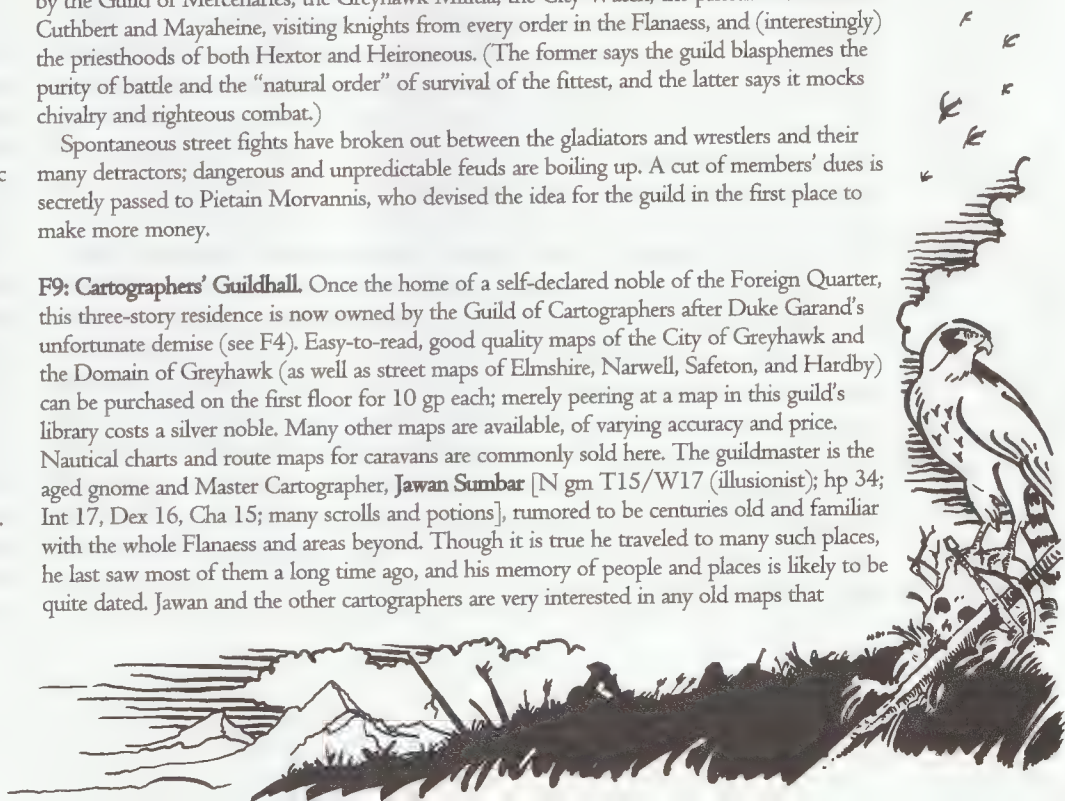 by the Guild of Mercenaries, the Greyhawk Militia, the City Watch, the
Cuthbert and Mayaheine, visiting knights from every order in the Flanaess, and (interestingly)
the priesthoods of both Hextor and Heironeous. (The former says the guild blasphemes the
purity of battle and the “natural order” of survival of the fittest, and the latter says it mocks
chivalry and righteous combat.)
Spontaneous street fights have broken out between the gladiators and wrestlers and their
many detractors; dangerous and unpredictable feuds are boiling up. A cut of members’ dues is
secretly passed to Pietain Morvannis, who devised the idea for the guild in the first place to
make more money.
F9: Cartographers’ Guildhall. Once the home of a self-declared noble of the Foreign Quarter,
this three-story residence is now owned by the Guild of Cartographers after Duke Garand’s
unfortunate demise (see F4). Easy-to-read, good quality maps of the City of Greyhawk and
the Domain of Greyhawk (as well as street maps of Elmshire, Narwell, Safeton, and Hardby)
can be purchased on the first floor for 10 gp each; merely peering at a map in this guild’s
library costs a silver noble. Many other maps are available, of varying accuracy and price.
Nautical charts and route maps for caravans are commonly sold here. The guildmaster is the
aged gnome and Master Cartographer, Jawan Sumbar [N gm T15/W17 (illusionist); hp 34;
Int 17, Dex 16, Cha 15; many scrolls and potions], rumored to be centuries old and familiar
with the whole Flanaess and areas beyond. Though it is true he traveled to many such places,
he last saw most of them a long time ago, and his memory of people and places is likely to be
quite dated. Jawan and the other cartographers are very interested in any old maps that